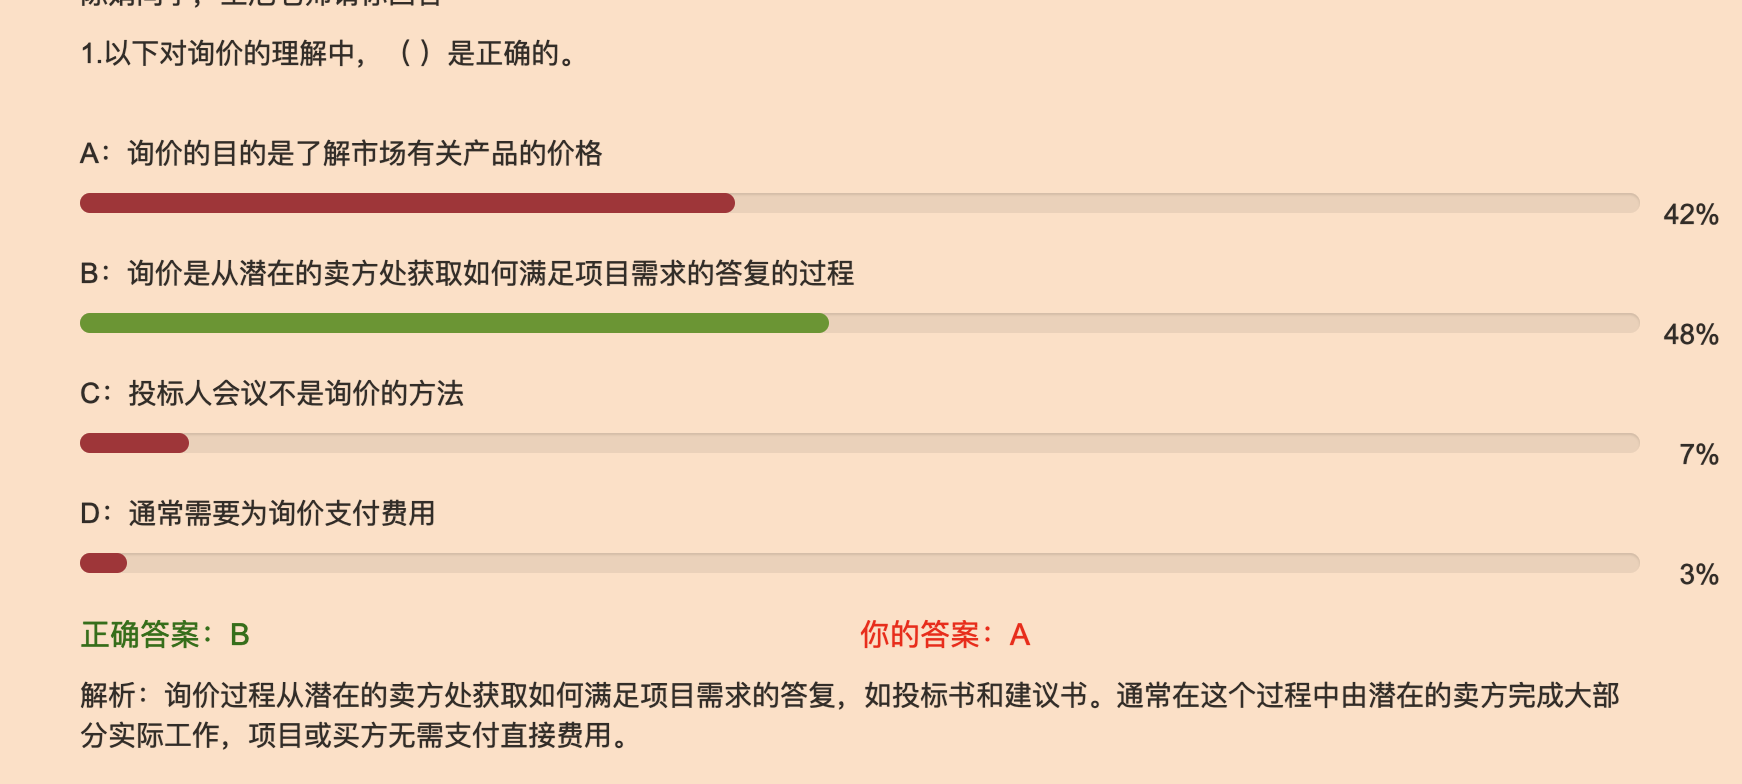 1.以下对询价的理解中，（ ）是正确的。
A：询价的目的是了解市场有关产品的价格
42%
B：询价是从潜在的卖方处获取如何满足项目需求的答复的过程
48%
C：投标人会议不是询价的方法
7%
D：通常需要为询价支付费用
3%
正确答案：B
你的答案：A
解析：询价过程从潜在的卖方处获取如何满足项目需求的答复，如投标书和建议书。通常在这个过程中由潜在的卖方完成大部
分实际工作，项目或买方无需支付直接费用。